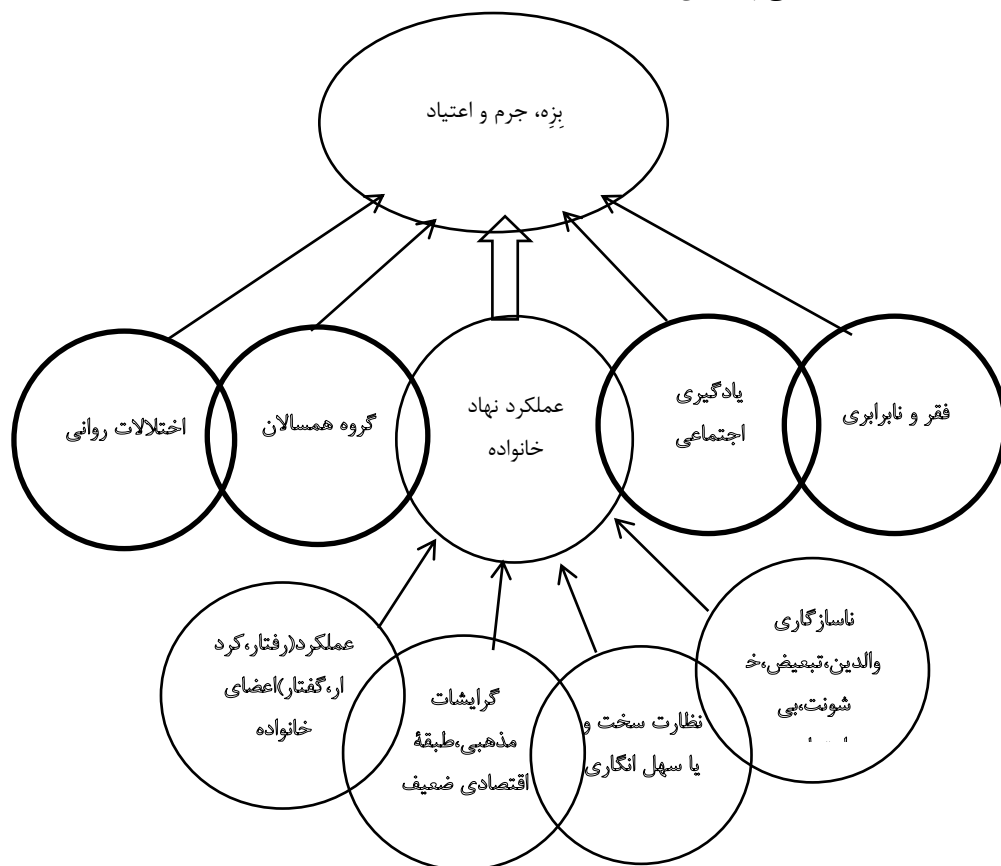 بِزِه، جرم و اعتیاد
فقر و نابرابری
یادگیری
اجتماعی
عملکرد نهاد
خانواده
گروه همسالان
اختلالات روانی
ناسازگاری
والدین،تبعیض،خ
شونت،بی
نظارت سخت و
یا سهل انگاری
گرایشات
مذهبی،طبقۀ
اقتصادی ضعیف
عملکرد(رفتار،کرد
ار،گفتار)اعضای
خانواده